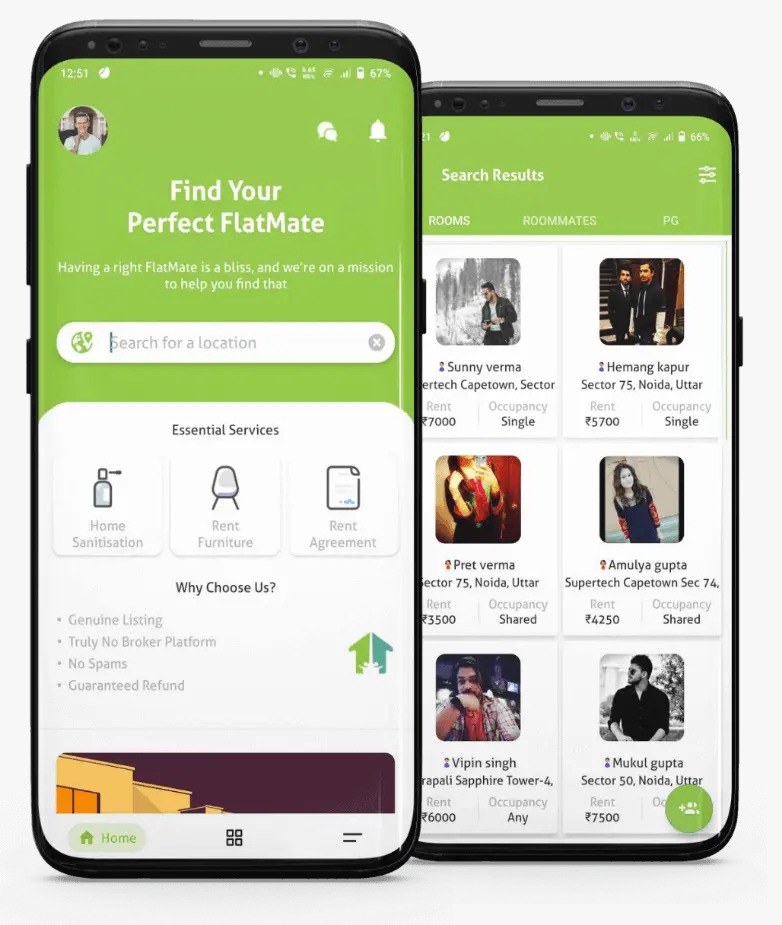 12:51
67%
Find Your
Perfect FlatMate
Having a right FlatMate is a bliss, and we're on a mission
to help you find that
Search for a location
Essential Services
Home
Sanitisation
Rent
Furniture
Rent
Agreement
Why Choose Us?
• Genuine Listing
• Truly No Broker Platform
• No Spams
• Guaranteed Refund
Home
21
66%
Search Results
ROOMS ROOMMATES PG
Sunny verma
ertech Capetown, Sector
Rent Occupancy
₹7000 Single
Hemang kapur
Sector 75, Noida, Uttar
Rent Occupancy
₹5700 Single
Pret verma
Sector 75, Noida, Uttar
Rent Occupancy
₹3500 Shared
Amulya gupta
Supertech Capetown Sec 74,
Rent Occupancy
₹4250 Shared
Vipin singh
rapali Sapphire Tower-4,
Rent Occupancy
₹6000 Any
Mukul gupta
Sector 50, Noida, Uttar
Rent Oc
₹7500